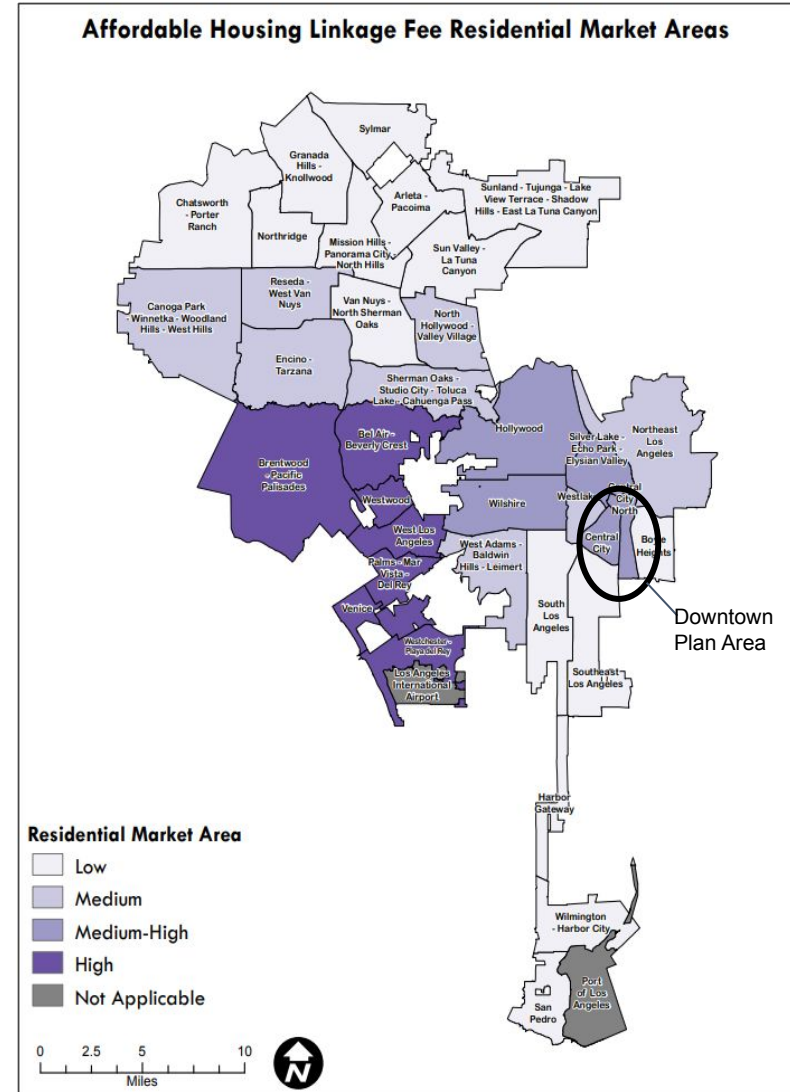 Affordable Housing Linkage Fee Residential Market Areas
Sylmar
Granada
Hills -
Knollwood
Sunland - Tujunga - Lake
View Terrace - Shadow
Hills - East La Tuna Canyon
Arleta -
Pacoima
Chatsworth
- Porter
Ranch
Northridge
Mission Hills -
Panorama City -
North Hills
Sun Valley -
La Tuna
Canyon
Reseda -
West Van
Nuys
Canoga Park
- Winnetka - Woodland
Hills - West Hills
Van Nuys -
North Sherman
Oaks
North
Hollywood -
Valley Village
Encino -
Tarzana
Sherman Oaks -
Studio City - Toluca
Lake - Cahuenga Pass
Hollywood
Northeast
Los
Angeles
Bel Air -
Beverly Crest
Silver Lake -
Echo Park -
Elysian Valley
Brentwood
- Pacific
Palisades
Westwood
Wilshire
Westlake
Central
City
North
West Los
Angeles
Central
City
Boyle
Heights
West Adams -
Baldwin
Hills - Leimert
Palms - Mar
Vista -
Del Rey
Venice
South
Los
Angeles
Downtown
Plan Area
Westchester -
Playa del Rey
Los Angeles
International
Airport
Southeast
Los Angeles
Harbor
Gateway
Residential Market Area
Low
Medium
Medium-High
High
Not Applicable
Wilmington
- Harbor City
Port
of Los
Angeles
San
Pedro
0 2.5 5 10
Miles
N